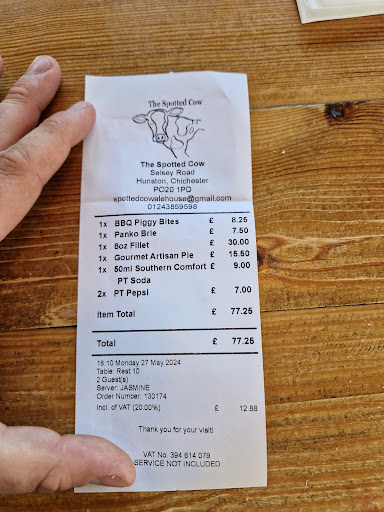 The Spotted Cow
The Spotted Cow
Selsey Road
Hunston, Chichester
PO20 1PD
spottedcowalehouse@gmail.com
01243859598
1x BBQ Piggy Bites £ 8.25
1x Panko Brie £ 7.50
1x 8oz Fillet £ 30.00
1x Gourmet Artisan Pie £ 15.50
1x 50ml Southern Comfort £ 9.00
PT Soda
2x PT Pepsi £ 7.00
Item Total £ 77.25
Total £ 77.25
18:10 Monday 27 May 2024
Table: Rest 10
2 Guest(s)
Server: JASMINE
Order Number: 130174
Incl. of VAT (20.00%) £ 12.88
Thank you for your visit!
VAT No. 394 614 079
SERVICE NOT INCLUDED